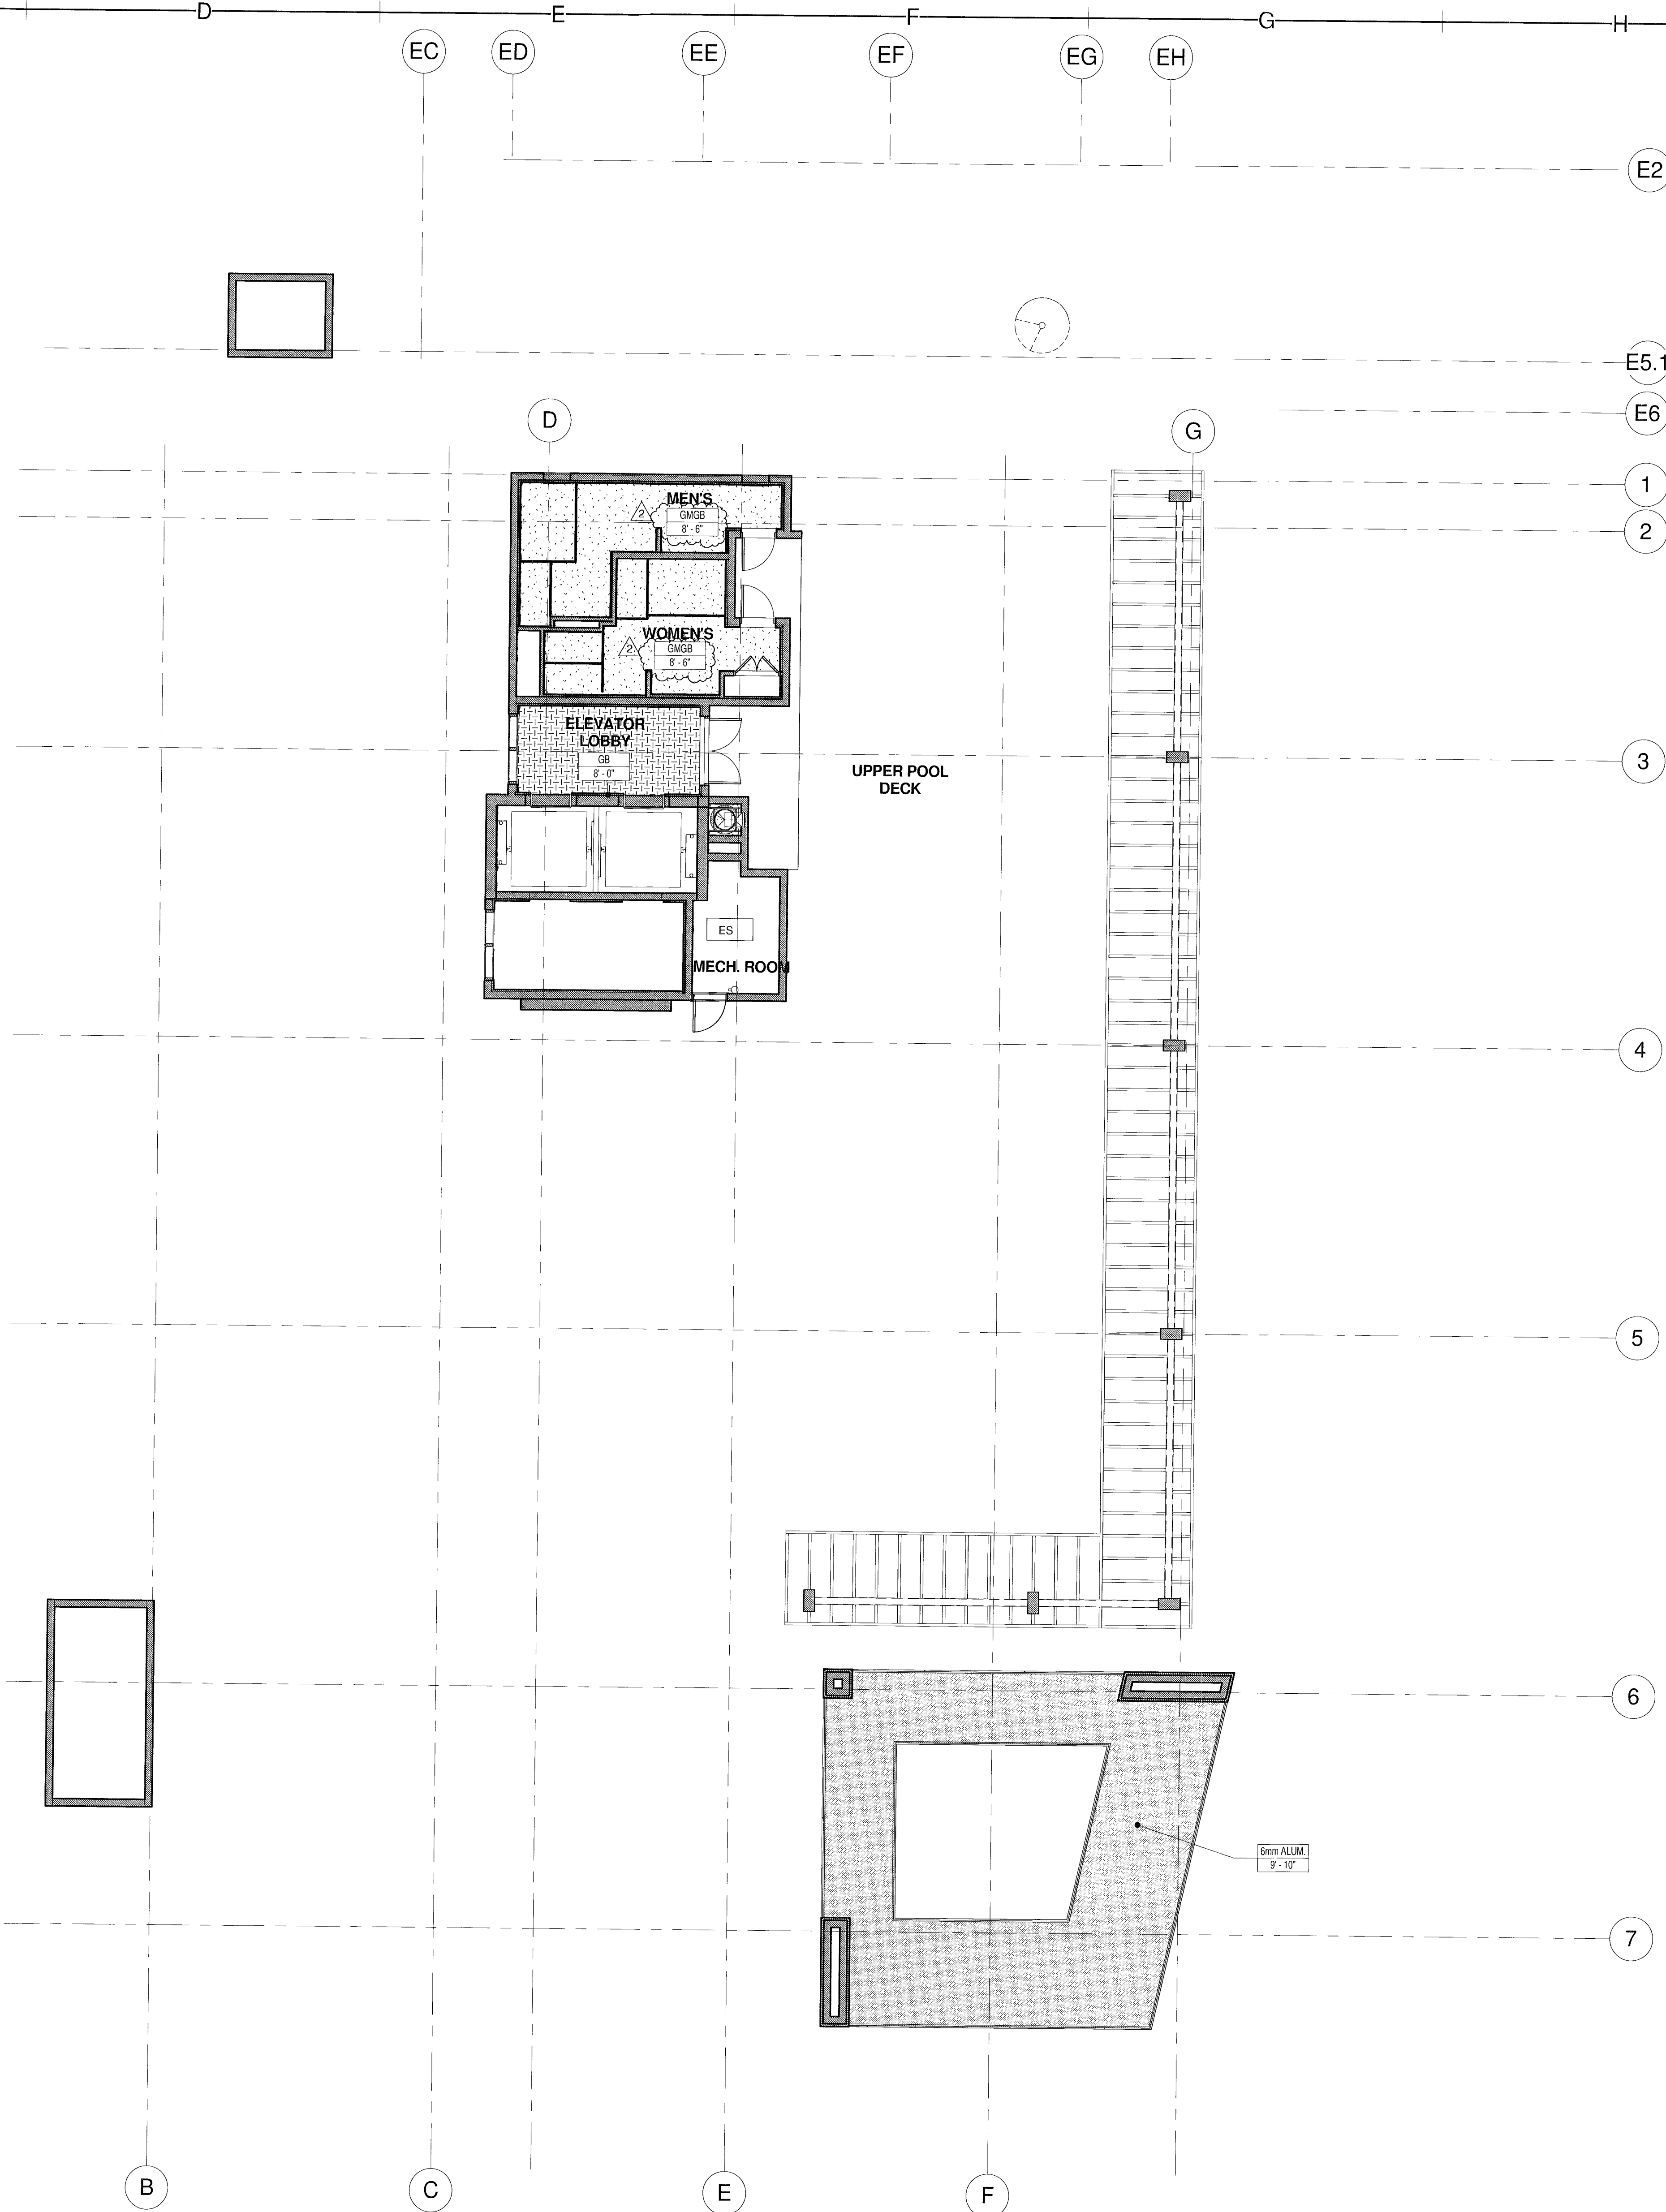 D
E
F
G
H
EC
ED
EE
EF
EG
EH
E2
E5.1
E6
D
G
1
MEN'S
2
GMGB
8' - 6"
2
WOMEN'S
2
GMGB
8' - 6"
ELEVATOR
LOBBY
GB
8' - 0"
3
UPPER POOL
DECK
ES
MECH. ROOM
4
5
6
6mm ALUM.
9' - 10"
7
B
C
E
F